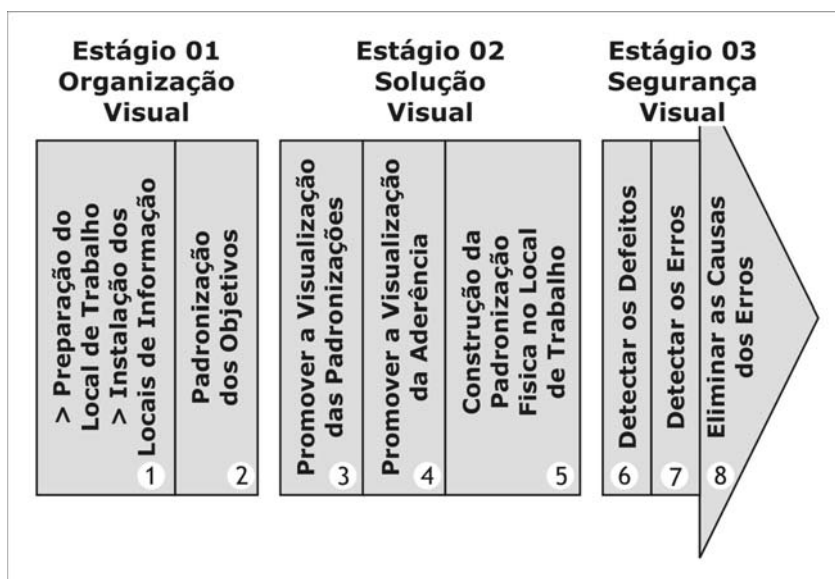 Estágio 01
Organização
Visual
Estágio 02
Solução
Visual
Estágio 03
Segurança
Visual
> Preparação do
Local de Trabalho
> Instalação dos
Locais de Informação
1
Padronização
dos Objetivos
2
Promover a Visualização
das Padronizações
3
Promover a Visualização
da Aderência
4
Construção da
Padronização
Fisica no Local
de Trabalho
5
Detectar os Defeitos
6
Detectar os Erros
7
Eliminar as Causas
dos Erros
8